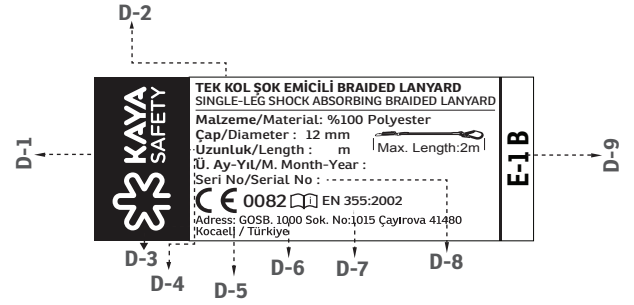 D-2
TEK KOL ŞOK EMİCİLİ BRAIDED LANYARD
SINGLE-LEG SHOCK ABSORBING BRAIDED LANYARD
Malzeme/Material: %100 Polyester
Çap/Diameter : 12 mm
Uzunluk/Length : m
Max. Length:2m
Ü. Ay-Yıl/M. Month-Year :
Seri No/Serial No :
CE 0082 i EN 355:2002
Adress: GOSB. 1000 Sok. No:1015 Çayırova 41480
Kocaeli / Türkiye
KAYA
SAFETY
E-1 B
D-1
D-9
D-3
D-4
D-5
D-6
D-7
D-8